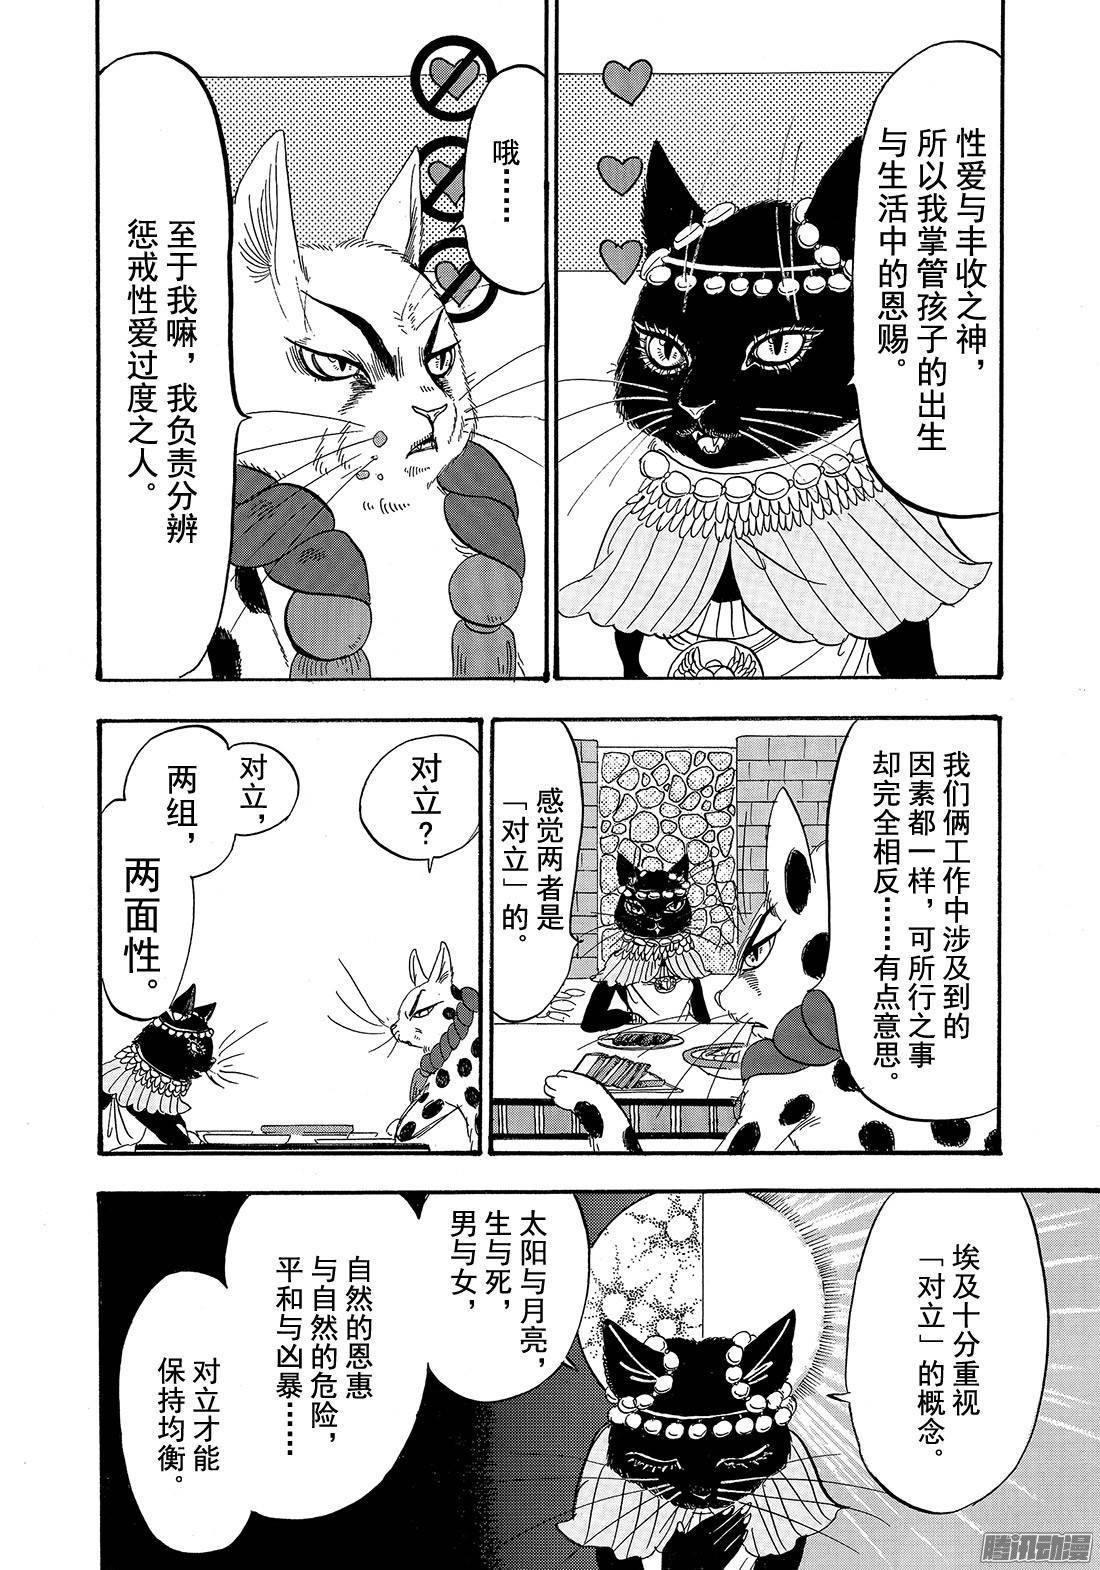 性爱与丰收之神，
所以我掌管孩子的出生
与生活中的恩赐。
哦……
至于我嘛，我负责分辨
惩戒性爱过度之人。
我们俩工作中涉及到的
因素都一样，可所行之事
却完全相反……有点意思。
感觉两者是
「对立」的。
对立？
对立，
两组，
两面性。
埃及十分重视
「对立」的概念。
太阳与月亮，
生与死，
男与女，
自然的恩惠
与自然的危险，
平和与凶暴……
对立才能
保持均衡。
腾讯动漫